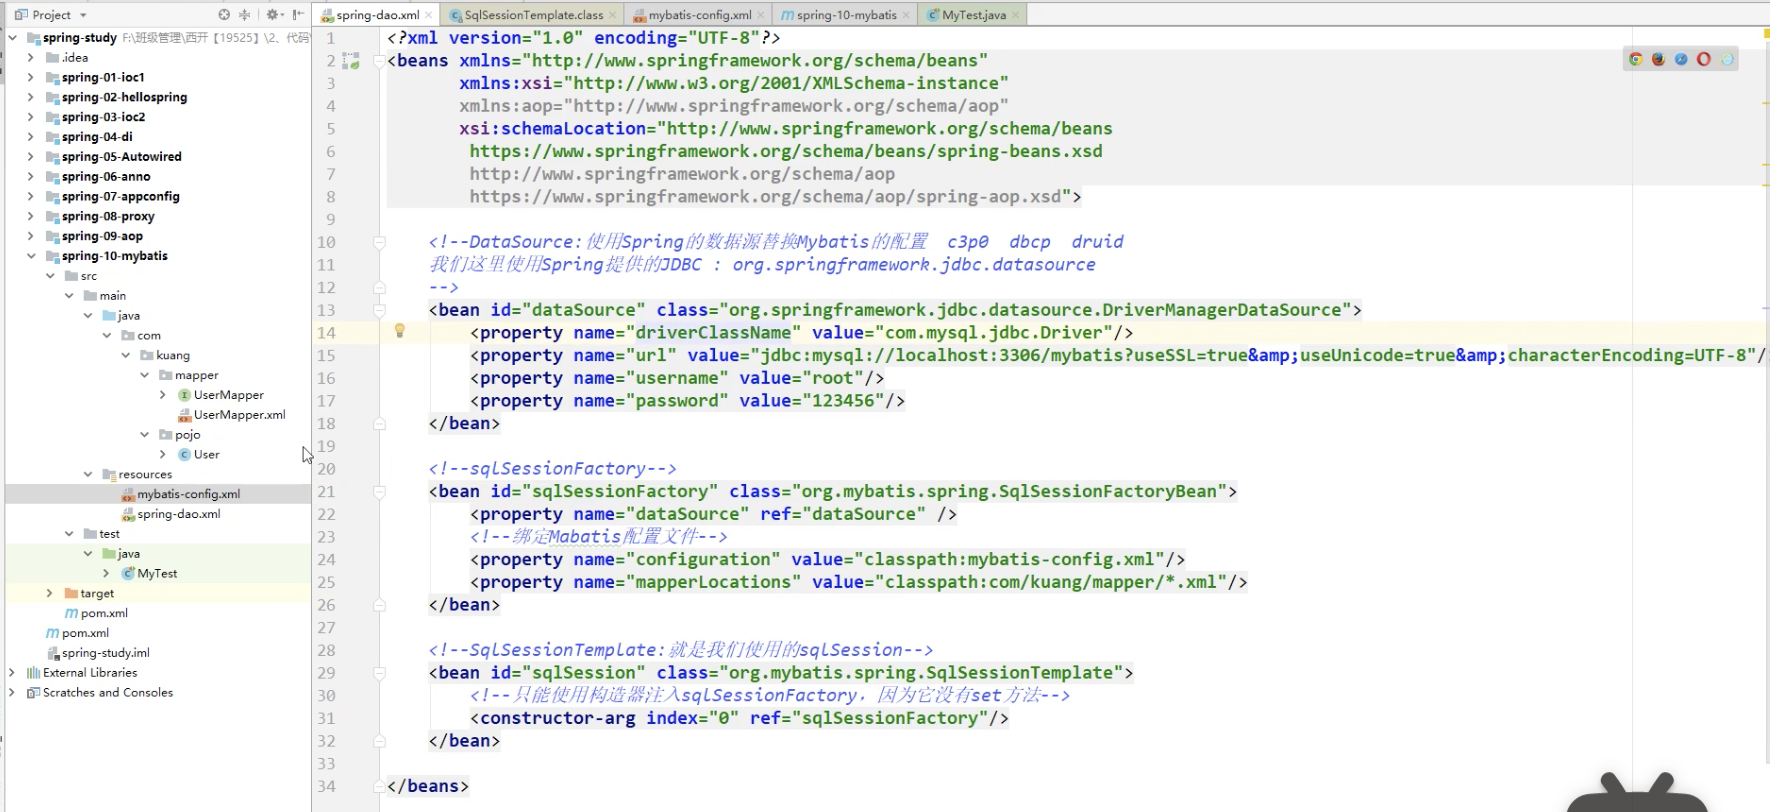 Project
spring-study F:\班级管理\西开【19525】\2、代码
.idea
spring-01-ioc1
spring-02-hellospring
spring-03-ioc2
spring-04-di
spring-05-Autowired
spring-06-anno
spring-07-appconfig
spring-08-proxy
spring-09-aop
spring-10-mybatis
src
main
java
com
kuang
mapper
UserMapper
UserMapper.xml
pojo
User
resources
mybatis-config.xml
spring-dao.xml
test
java
MyTest
target
pom.xml
pom.xml
spring-study.iml
External Libraries
Scratches and Consoles
spring-dao.xml SqlSessionTemplate.class mybatis-config.xml spring-10-mybatis MyTest.java
1 <?xml version="1.0" encoding="UTF-8"?>
2 <beans xmlns="http://www.springframework.org/schema/beans"
3 xmlns:xsi="http://www.w3.org/2001/XMLSchema-instance"
4 xmlns:aop="http://www.springframework.org/schema/aop"
5 xsi:schemaLocation="http://www.springframework.org/schema/beans
6 https://www.springframework.org/schema/beans/spring-beans.xsd
7 http://www.springframework.org/schema/aop
8 https://www.springframework.org/schema/aop/spring-aop.xsd">
9
10 <!--DataSource:使用Spring的数据源替换Mybatis的配置 c3p0 dbcp druid
11 我们这里使用Spring提供的JDBC : org.springframework.jdbc.datasource
12 -->
13 <bean id="dataSource" class="org.springframework.jdbc.datasource.DriverManagerDataSource">
14 <property name="driverClassName" value="com.mysql.jdbc.Driver"/>
15 <property name="url" value="jdbc:mysql://localhost:3306/mybatis?useSSL=true&amp;useUnicode=true&amp;characterEncoding=UTF-8"/
16 <property name="username" value="root"/>
17 <property name="password" value="123456"/>
18 </bean>
19
20 <!--sqlSessionFactory-->
21 <bean id="sqlSessionFactory" class="org.mybatis.spring.SqlSessionFactoryBean">
22 <property name="dataSource" ref="dataSource" />
23 <!--绑定Mabatis配置文件-->
24 <property name="configuration" value="classpath:mybatis-config.xml"/>
25 <property name="mapperLocations" value="classpath:com/kuang/mapper/*.xml"/>
26 </bean>
27
28 <!--SqlSessionTemplate:就是我们使用的sqlSession-->
29 <bean id="sqlSession" class="org.mybatis.spring.SqlSessionTemplate">
30 <!--只能使用构造器注入sqlSessionFactory，因为它没有set方法-->
31 <constructor-arg index="0" ref="sqlSessionFactory"/>
32 </bean>
33
34 </beans>